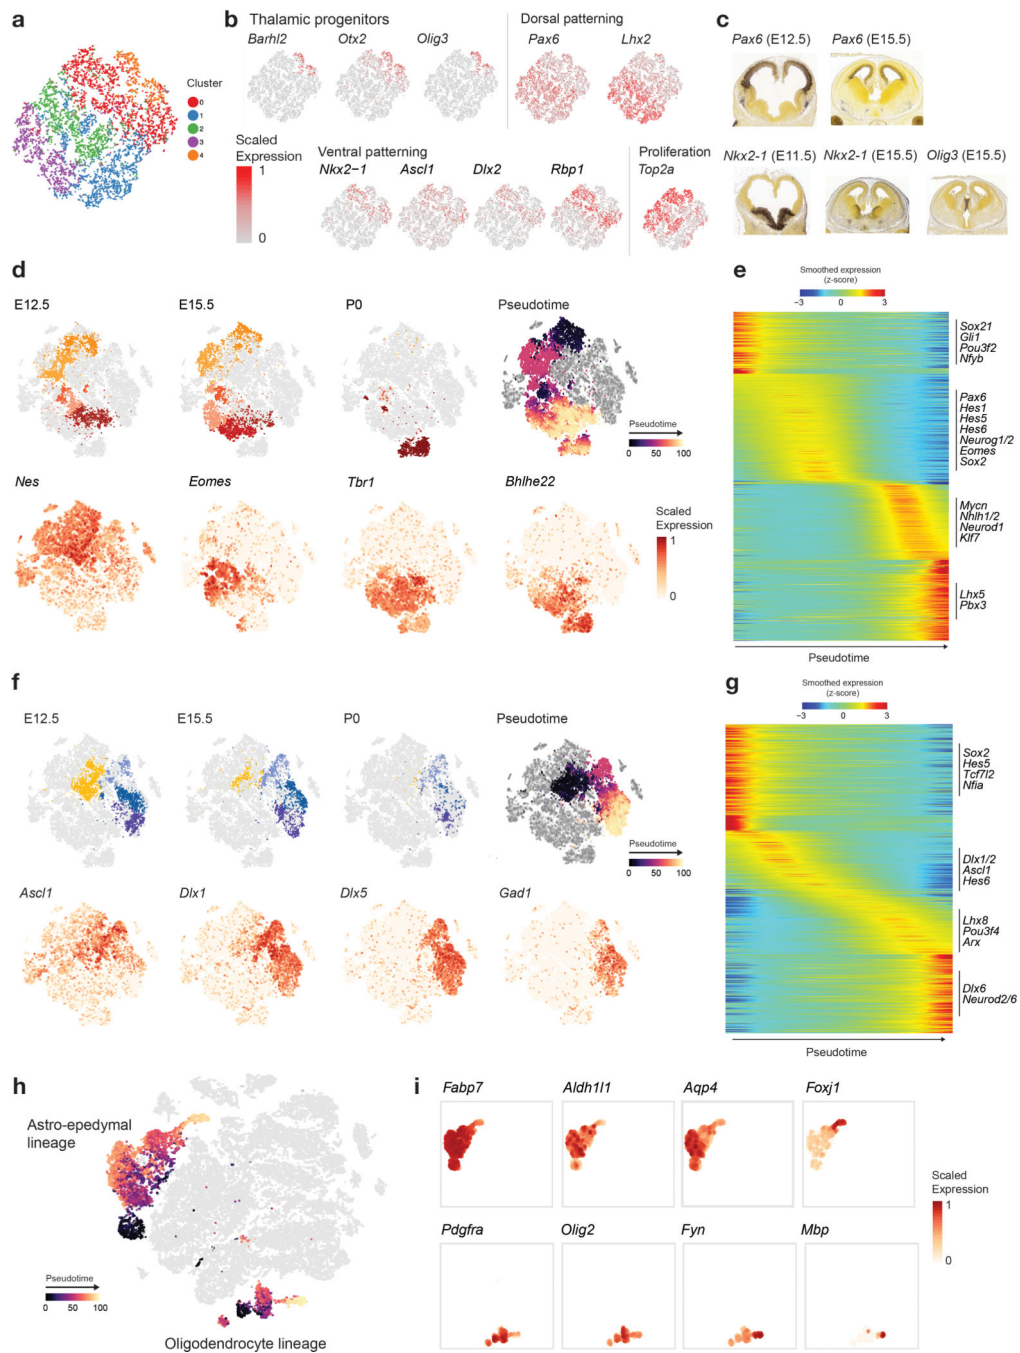 a
Cluster
0
1
2
3
4
b
Thalamic progenitors
Barhl2 Otx2 Olig3
Dorsal patterning
Pax6 Lhx2
Scaled
Expression
1
0
Ventral patterning
Nkx2−1 Ascl1 Dlx2 Rbp1
Proliferation
Top2a
c
Pax6 (E12.5) Pax6 (E15.5)
Nkx2-1 (E11.5) Nkx2-1 (E15.5) Olig3 (E15.5)
d
E12.5 E15.5 P0 Pseudotime
Pseudotime
0 50 100
Nes Eomes Tbr1 Bhlhe22
Scaled
Expression
1
0
e
Smoothed expression
(z-score)
−3 0 3
Sox21
Gli1
Pou3f2
Nfyb
Pax6
Hes1
Hes5
Hes6
Neurog1/2
Eomes
Sox2
Mycn
Nhlh1/2
Neurod1
Klf7
Lhx5
Pbx3
Pseudotime
f
E12.5 E15.5 P0 Pseudotime
Pseudotime
0 50 100
Ascl1 Dlx1 Dlx5 Gad1
g
Smoothed expression
(z-score)
−3 0 3
Sox2
Hes5
Tcf7l2
Nfia
Dlx1/2
Ascl1
Hes6
Lhx8
Pou3f4
Arx
Dlx6
Neurod2/6
Pseudotime
h
Astro-epedymal
lineage
Pseudotime
0 50 100
Oligodendrocyte lineage
i
Fabp7 Aldh1l1 Aqp4 Foxj1
Pdgfra Olig2 Fyn Mbp
Scaled
Expression
1
0